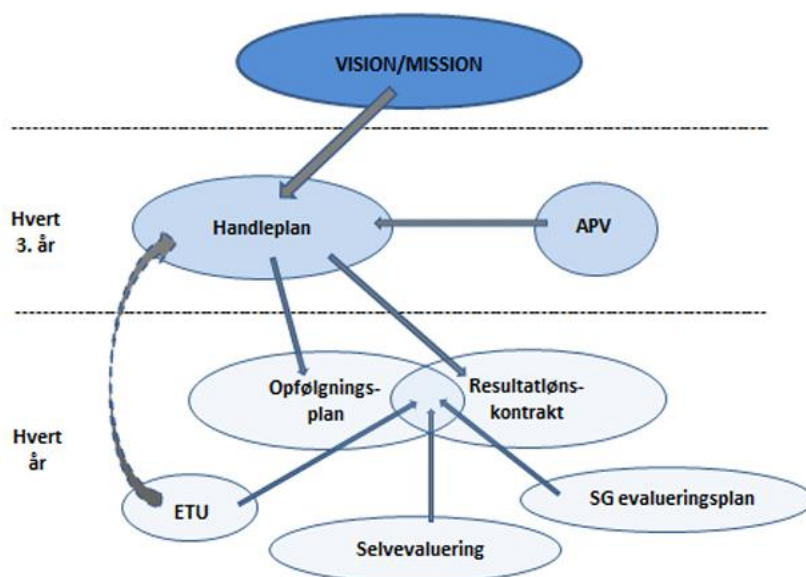 VISION/MISSION
Hvert
3. år
Handleplan
APV
Hvert
år
Opfølgnings-
plan
Resultatløns-
kontrakt
ETU
SG evalueringsplan
Selvevaluering